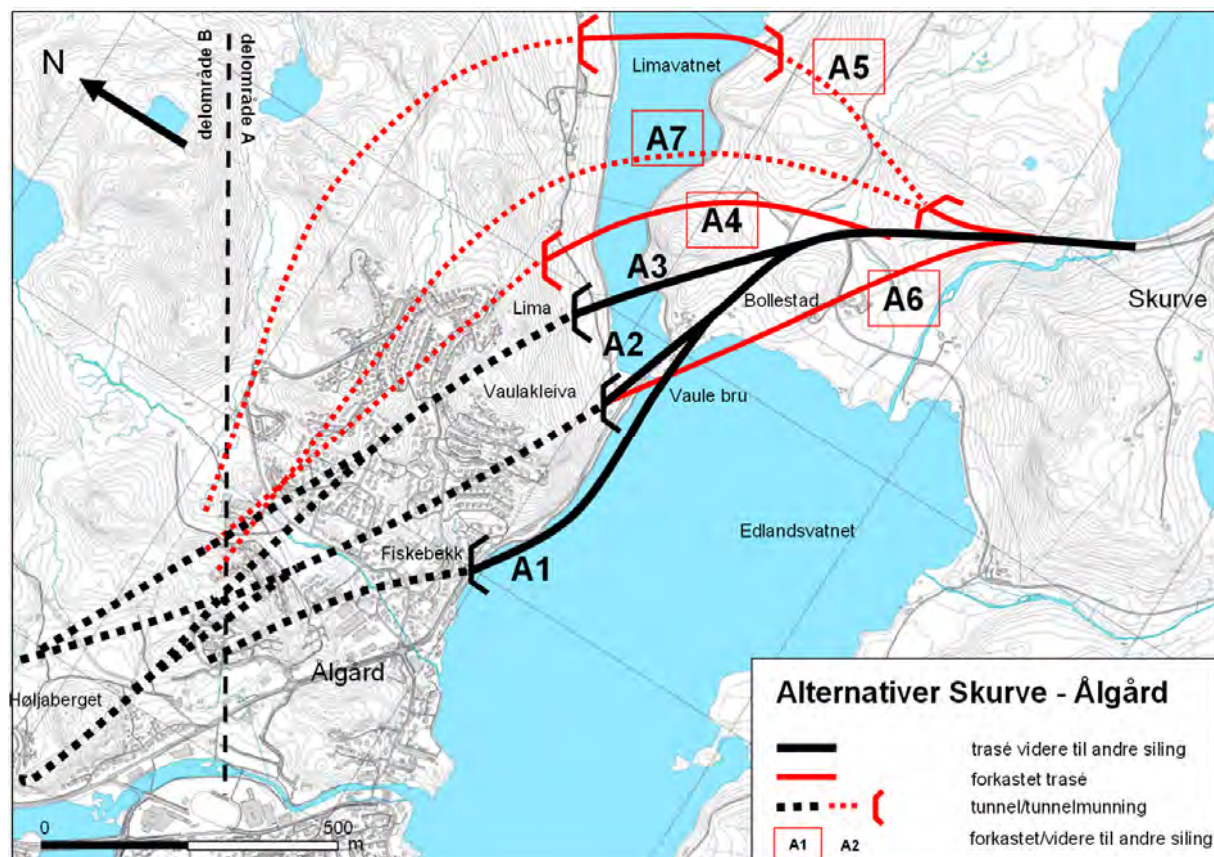 N
delområde B
delområde A
Limavatnet
A5
A7
A4
A3
Lima
Bollestad
A6
Skurve
A2
Vaulakleiva
Vaule bru
Edlandsvatnet
Fiskebekk
A1
Ålgård
Høljaberget
0 500
m
Alternativer Skurve - Ålgård
trasé videre til andre siling
forkastet trasé
tunnel/tunnelmunning
A1 A2 forkastet/videre til andre siling